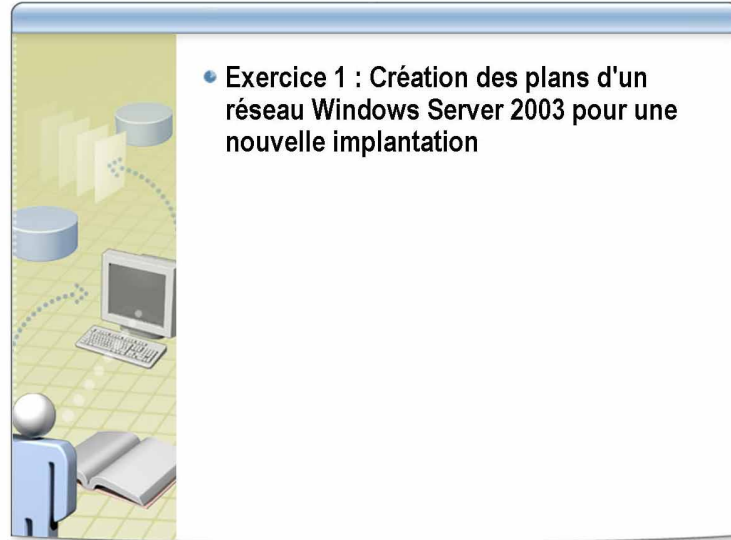 Exercice 1 : Création des plans d'un
réseau Windows Server 2003 pour une
nouvelle implantation